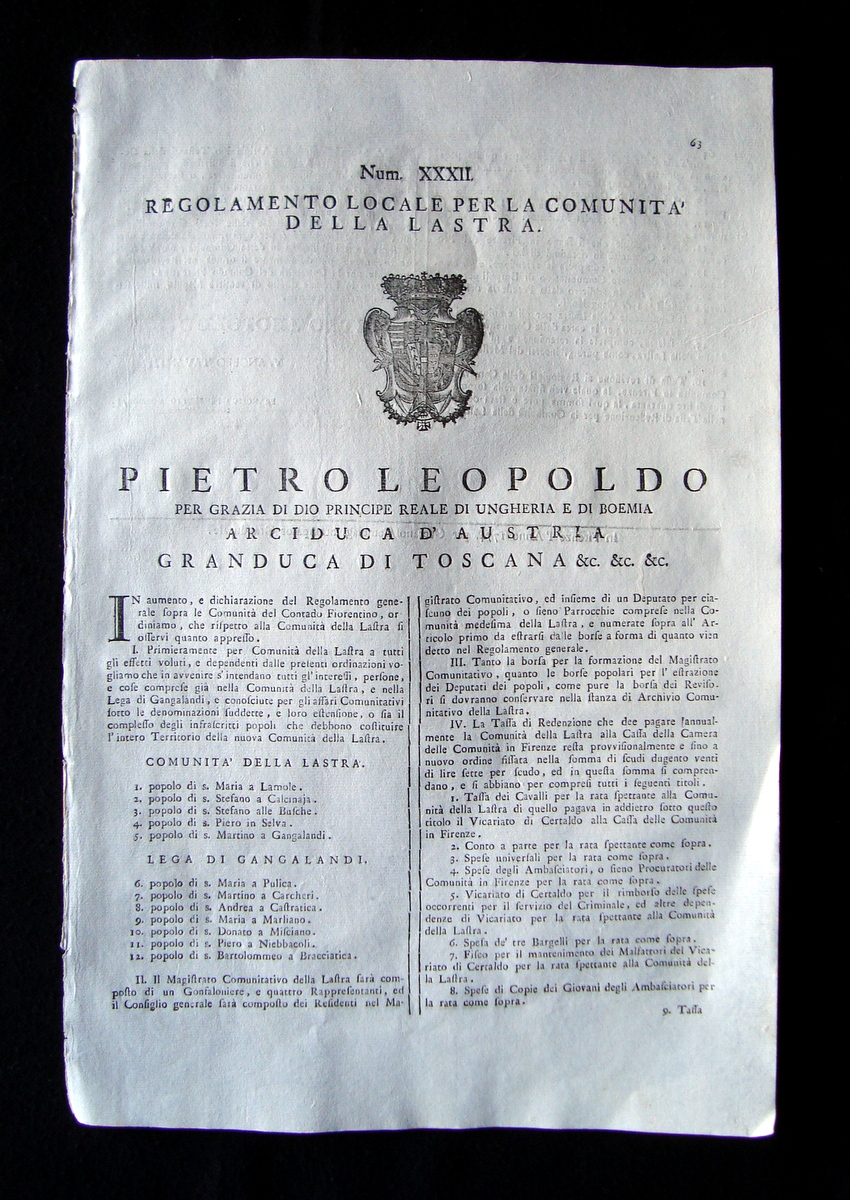 63
Num. XXXII.
REGOLAMENTO LOCALE PER LA COMUNITA'
DELLA LASTRA.
PIETRO LEOPOLDO
PER GRAZIA DI DIO PRINCIPE REALE DI UNGHERIA E DI BOEMIA
ARCIDUCA D'AUSTRIA
GRANDUCA DI TOSCANA &c. &c. &c.
IN aumento, e dichiarazione del Regolamento gene-
rale ſopra le Comunità del Contado Fiorentino, or-
diniamo, che riſpetto alla Comunità della Laſtra ſi
oſſervi quanto appreſſo.
I. Primieramente per Comunità della Laſtra a tutti
gli effetti voluti, e dependenti dalle preſenti ordinazioni vo-
gliamo che in avvenire s'intendano tutti gl'intereſſi, perſone,
e coſe compreſe già nella Comunità della Laſtra, e nella
Lega di Gangalandi, e conoſciute per gli affari Comunitativi
ſotto le denominazioni ſuddette, e loro eſtenſione, o ſia il
compleſſo degli infraſcritti popoli che debbono coſtituire
l'intero Territorio della nuova Comunità della Laſtra.
COMUNITA' DELLA LASTRA.
1. popolo di s. Maria a Lamole.
2. popolo di s. Stefano a Calcinaja.
3. popolo di s. Stefano alle Buſche.
4. popolo di s. Piero in Selva.
5. popolo di s. Martino a Gangalandi.
LEGA DI GANGALANDI.
6. popolo di s. Maria a Pulica.
7. popolo di s. Martino a Carcheri.
8. popolo di s. Andrea a Caſtratica.
9. popolo di s. Maria a Marliano.
10. popolo di s. Donato a Miſciano.
11. popolo di s. Piero a Niebbacoli.
12. popolo di s. Bartolommeo a Bracciatica.
II. Il Magiſtrato Comunitativo della Laſtra ſarà com-
poſto di un Gonfaloniere, e quattro Rappreſentanti, ed
il Conſiglio generale ſarà compoſto dei Reſidenti nel Ma-
giſtrato Comunitativo, ed inſieme di un Deputato per cia-
ſcuno dei popoli, o ſieno Parrocchie compreſe nella Co-
munità medeſima della Laſtra, e numerate ſopra all' Ar-
ticolo primo da eſtrarſi dalle borſe a forma di quanto vien
detto nel Regolamento generale.
III. Tanto la borſa per la formazione del Magiſtrato
Comunitativo, quanto le borſe popolari per l' eſtrazione
dei Deputati dei popoli, come pure la borſa dei Reviſo-
ri ſi dovranno conſervare nella ſtanza di Archivio Comu-
nitativo della Laſtra.
IV. La Taſſa di Redenzione che dee pagare annual-
mente la Comunità della Laſtra alla Caſſa della Camera
delle Comunità in Firenze reſta provviſionalmente e ſino a
nuovo ordine fiſſata nella ſomma di ſcudi dugento venti
di lire ſette per ſcudo, ed in queſta ſomma ſi compren-
dano, e ſi abbiano per compreſi tutti i ſeguenti titoli.
1. Taſſa dei Cavalli per la rata ſpettante alla Comu-
nità della Laſtra di quello pagava in addietro ſotto queſto
titolo il Vicariato di Certaldo alla Caſſa delle Comunità
in Firenze.
2. Conto a parte per la rata ſpettante come ſopra.
3. Speſe univerſali per la rata come ſopra.
4. Speſe degli Ambaſciatori, o ſieno Procuratori delle
Comunità in Firenze per la rata come ſopra.
5. Vicariato di Certaldo per il rimborſo delle ſpeſe
occorrenti per il ſervizio del Criminale, ed altre depen-
denze di Vicariato per la rata ſpettante alla Comunità
della Laſtra.
6. Speſa de' tre Bargelli per la rata come ſopra.
7. Fiſco per il mantenimento dei Malfattori del Vica-
riato di Certaldo per la rata ſpettante alla Comunità del-
la Laſtra.
8. Speſe di Copie dei Giovani degli Ambaſciatori per
la rata come ſopra.
9. Taſſa